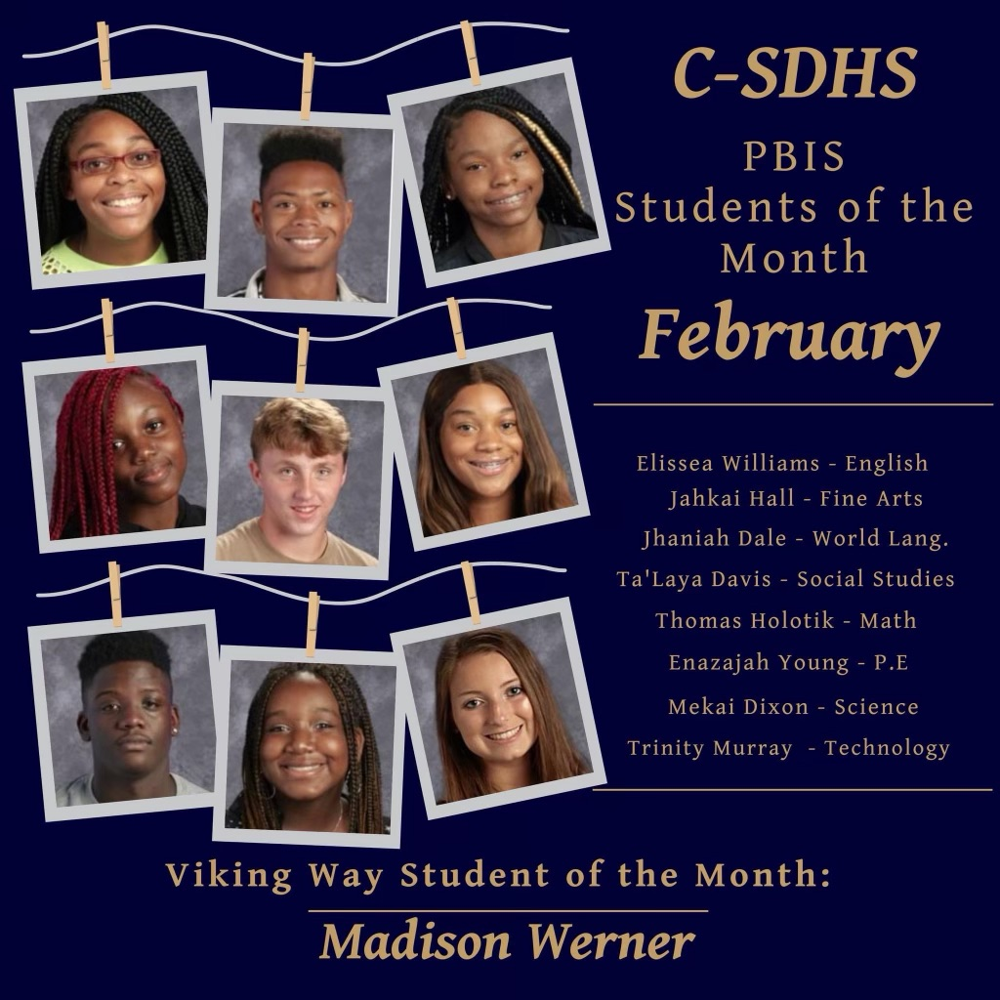 C-SDHS
PBIS
Students of the
Month
February
Elissea Williams - English
Jahkai Hall - Fine Arts
Jhaniah Dale - World Lang.
Ta'Laya Davis - Social Studies
Thomas Holotik - Math
Enazajah Young - P.E
Mekai Dixon - Science
Trinity Murray - Technology
Viking Way Student of the Month:
Madison Werner